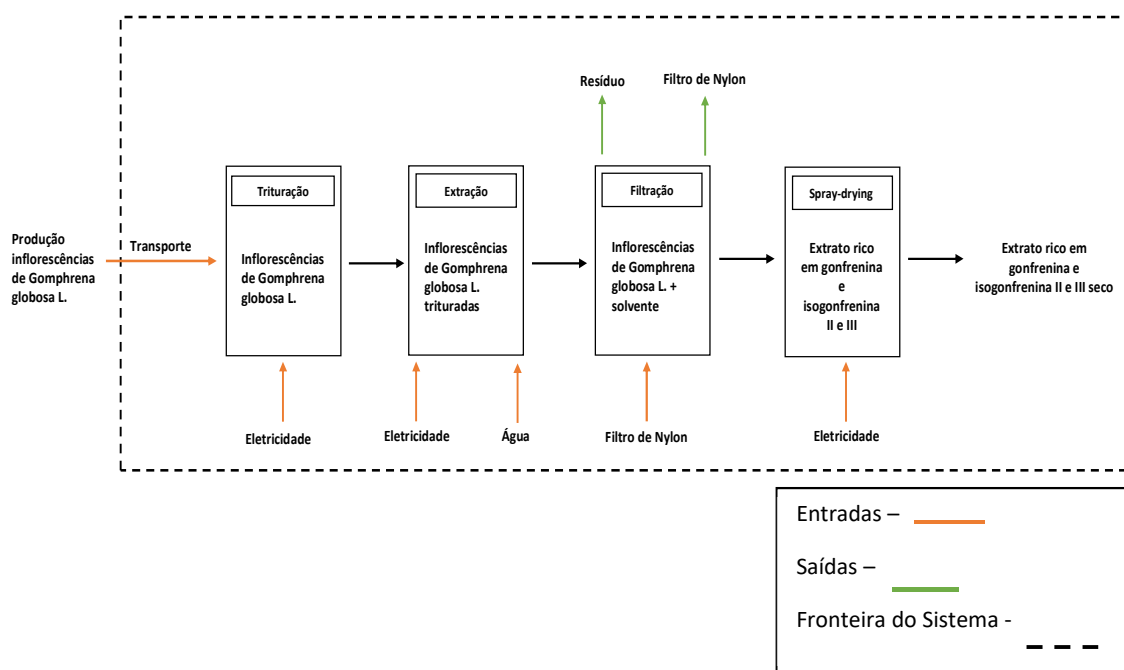 Resíduo
Filtro de Nylon
Trituração
Extração
Filtração
Spray-drying
Produção
inflorescências
de Gomphrena
globosa L.
Transporte
Inflorescências
de Gomphrena
globosa L.
Inflorescências
de Gomphrena
globosa L.
trituradas
Inflorescências
de Gomphrena
globosa L. +
solvente
Extrato rico
em gonfrenina
e
isogonfrenina
II e III
Extrato rico em
gonfrenina e
isogonfrenina II e III seco
Eletricidade
Eletricidade
Água
Filtro de Nylon
Eletricidade
Entradas –
Saídas –
Fronteira do Sistema -